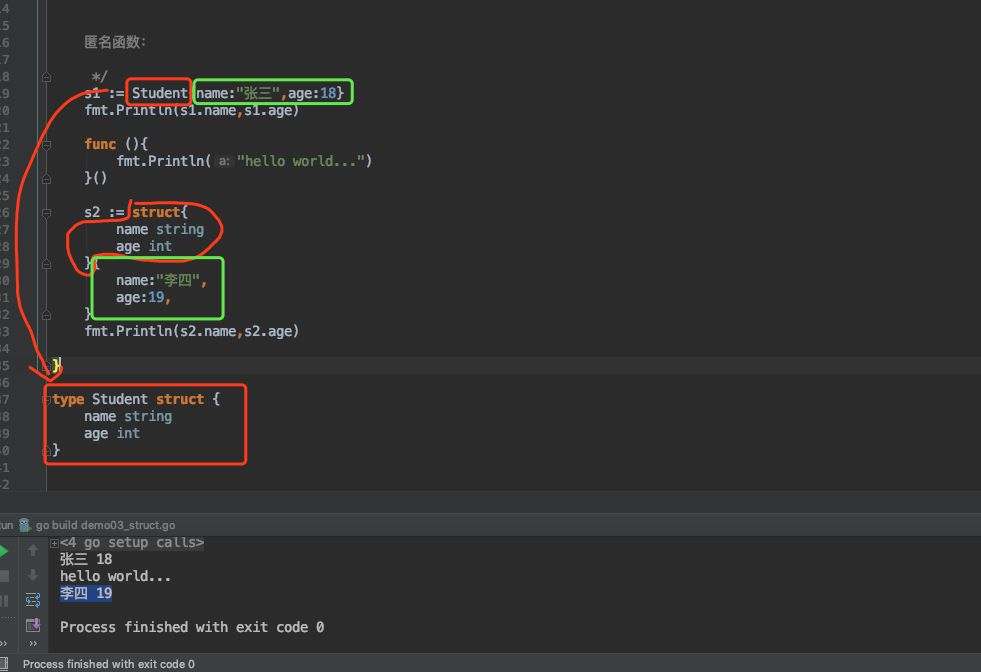 14
15
16 匿名函数：
17
18 */
19 s1 := Student{name:"张三",age:18}
20 fmt.Println(s1.name,s1.age)
21
22 func (){
23 fmt.Println( a: "hello world...")
24 }()
25
26 s2 := struct{
27 name string
28 age int
29 }{
30 name:"李四",
31 age:19,
32 }
33 fmt.Println(s2.name,s2.age)
34
35 }
36
37 type Student struct {
38 name string
39 age int
40 }
41
42
un go build demo03_struct.go
<4 go setup calls>
张三 18
hello world...
李四 19
Process finished with exit code 0
Process finished with exit code 0